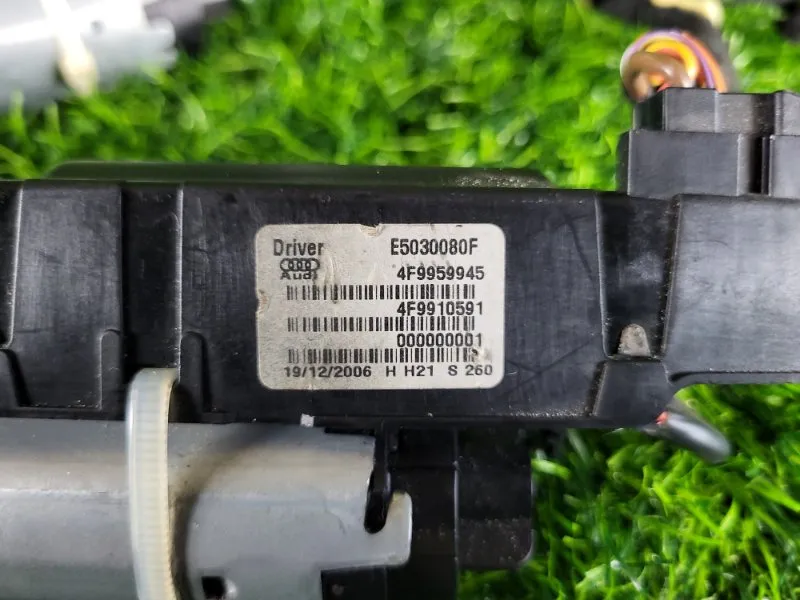 Driver E5030080F
Audi 4F9959945
4F9910591
000000001
19/12/2006 H H21 S 260